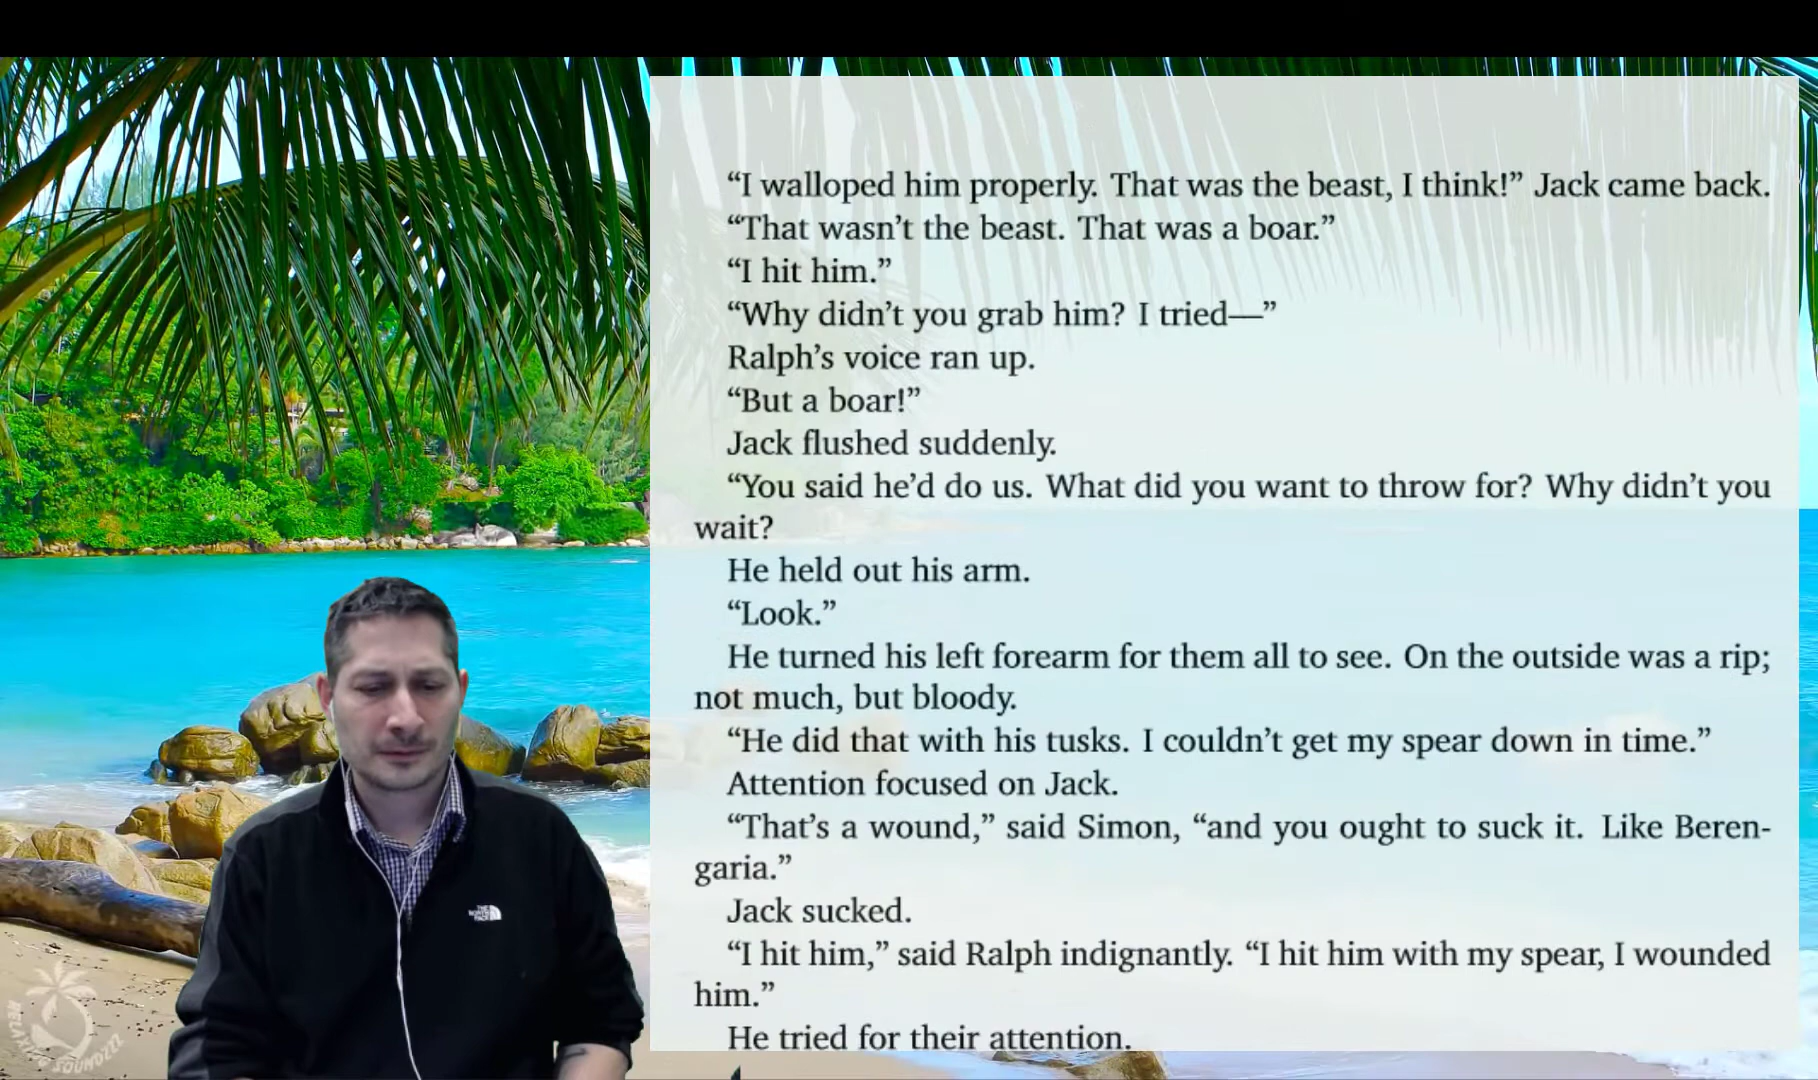 “I walloped him properly. That was the beast, I think!” Jack came back.
“That wasn’t the beast. That was a boar.”
“I hit him.”
“Why didn’t you grab him? I tried—”
Ralph’s voice ran up.
“But a boar!”
Jack flushed suddenly.
“You said he’d do us. What did you want to throw for? Why didn’t you
wait?
He held out his arm.
“Look.”
He turned his left forearm for them all to see. On the outside was a rip;
not much, but bloody.
“He did that with his tusks. I couldn’t get my spear down in time.”
Attention focused on Jack.
“That’s a wound,” said Simon, “and you ought to suck it. Like Beren-
garia.”
Jack sucked.
“I hit him,” said Ralph indignantly. “I hit him with my spear, I wounded
him.”
He tried for their attention.
THE
NORTH
FACE
RELAXING SOUNDZZZ